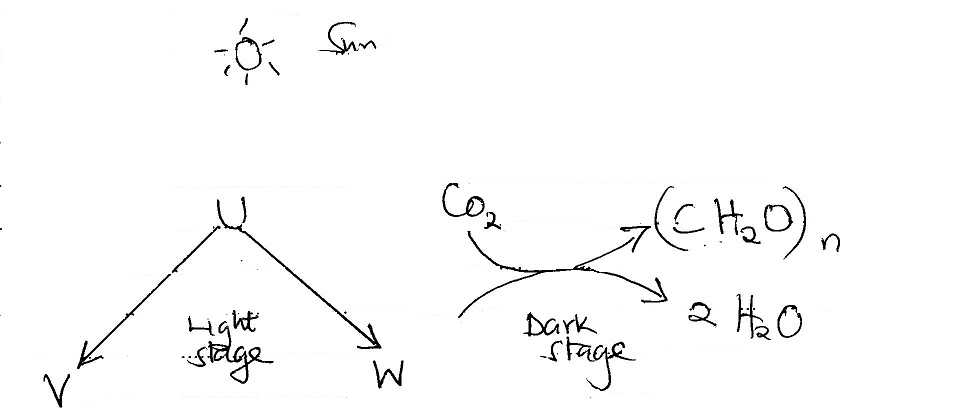 Sun
U
CO₂
(CH₂O)n
Light
stage
Dark
stage
2 H₂O
V
W